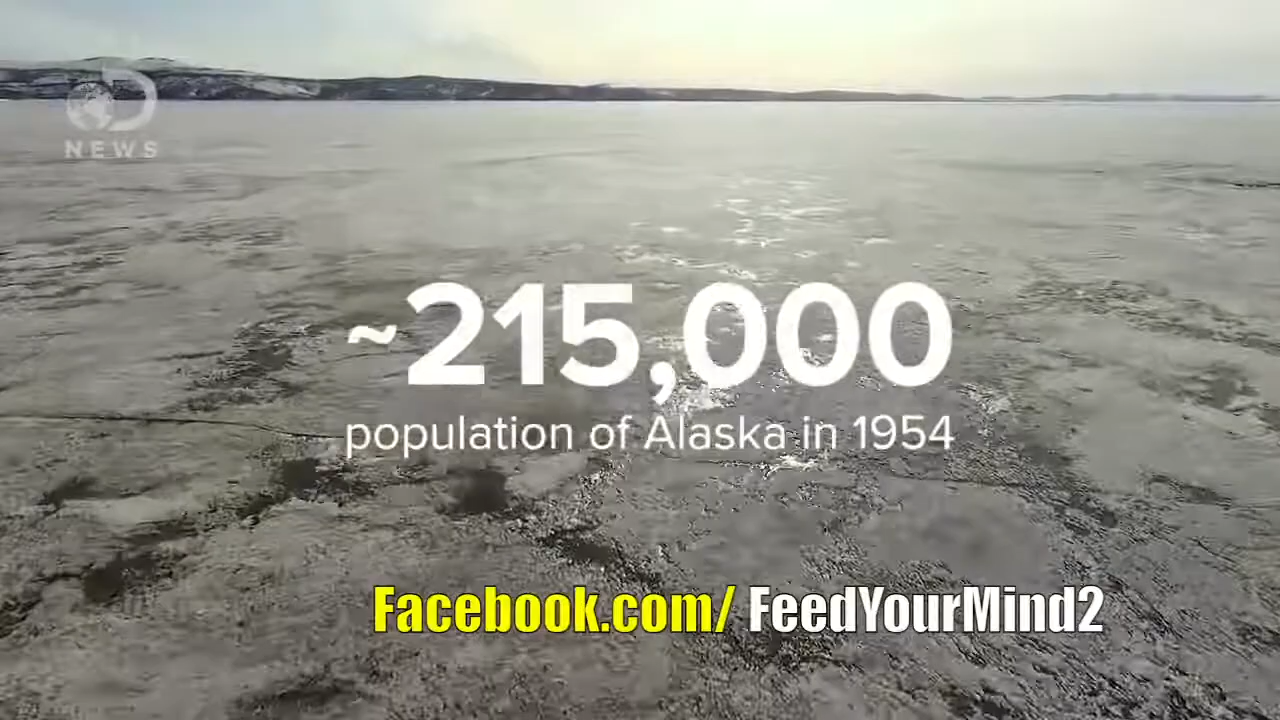 NEWS
~215,000
population of Alaska in 1954
Facebook.com/ FeedYourMind2